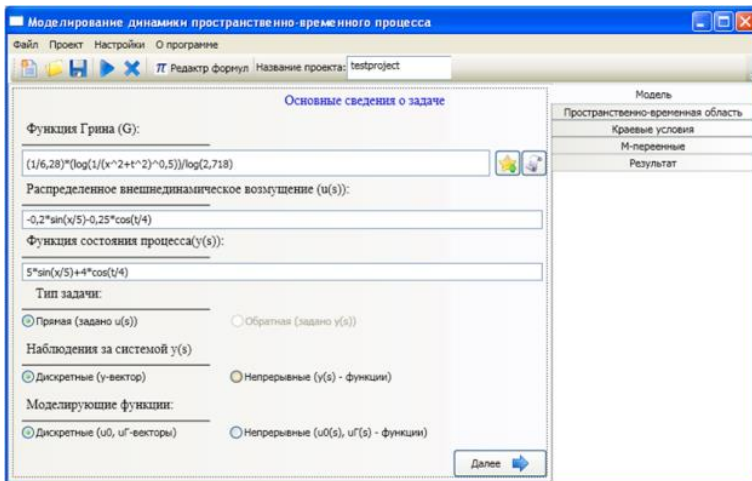 Моделирование динамики пространственно-временного процесса
Файл Проект Настройки О программе
π Редактр формул Название проекта: testproject
Основные сведения о задаче
Функция Грина (G):
(1/6,28)*(log(1/(x^2+t^2)^0,5))/log(2,718)
Распределенное внешнединамическое возмущение (u(s)):
-0,2*sin(x/5)-0,25*cos(t/4)
Функция состояния процесса(y(s)):
5*sin(x/5)+4*cos(t/4)
Тип задачи:
Прямая (задано u(s)) Обратная (задано y(s))
Наблюдения за системой y(s)
Дискретные (y-вектор) Непрерывные (y(s) - функции)
Моделирующие функции:
Дискретные (u0, uГ-векторы) Непрерывные (u0(s), uГ(s) - функции)
Далее
Модель
Пространственно-временная область
Краевые условия
М-переенные
Результат